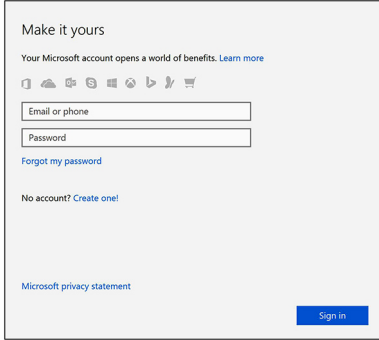 Make it yours
Your Microsoft account opens a world of benefits. Learn more
Email or phone
Password
Forgot my password
No account? Create one!
Microsoft privacy statement
Sign in